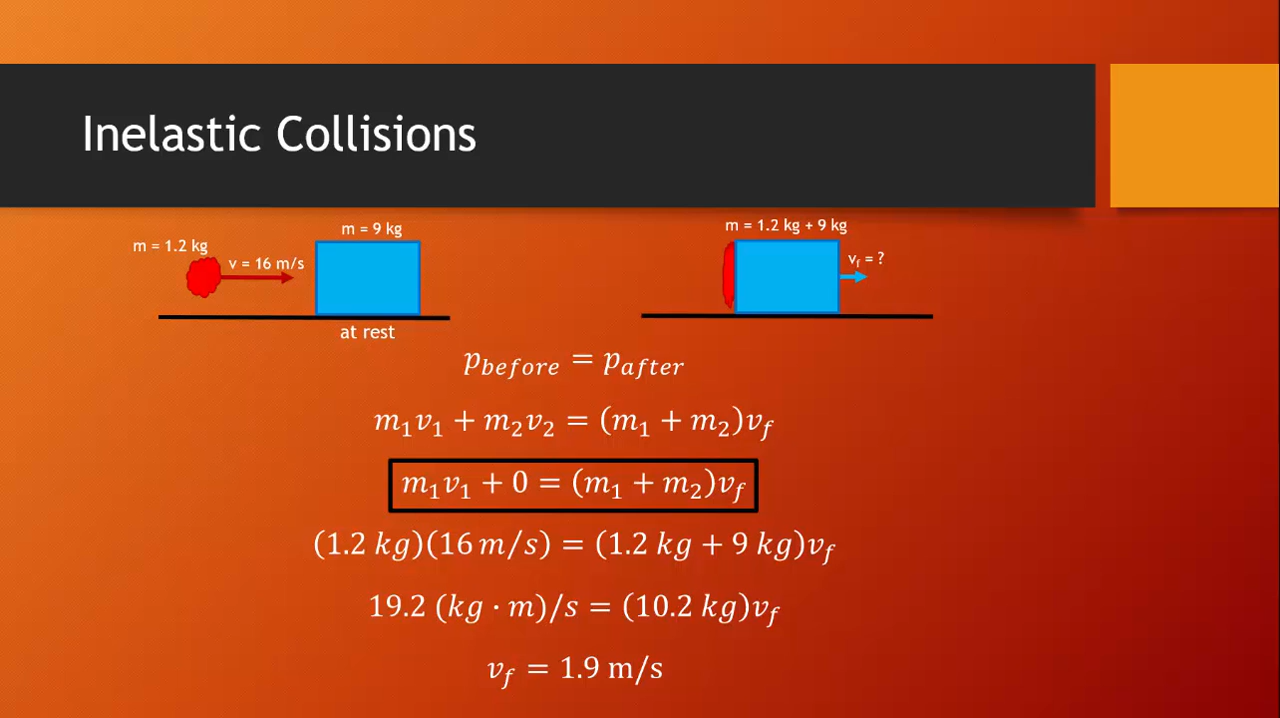 Inelastic Collisions
m = 1.2 kg
v = 16 m/s
m = 9 kg
at rest
m = 1.2 kg + 9 kg
v_f = ?
p_before = p_after
m₁v₁ + m₂v₂ = (m₁ + m₂)v_f
m₁v₁ + 0 = (m₁ + m₂)v_f
(1.2 kg)(16 m/s) = (1.2 kg + 9 kg)v_f
19.2 (kg · m)/s = (10.2 kg)v_f
v_f = 1.9 m/s